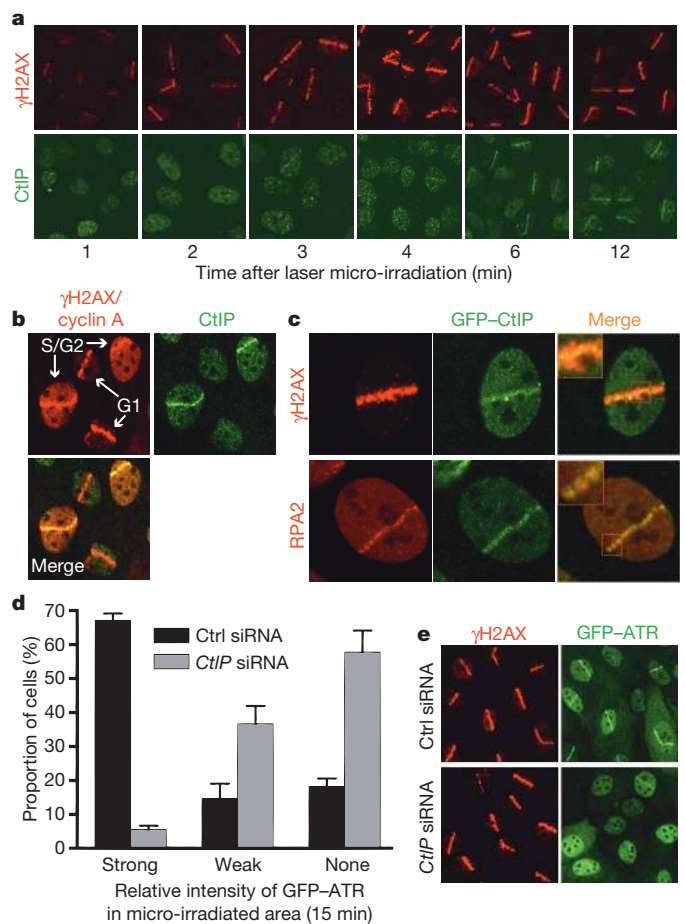 a
γH2AX
CtIP
1 2 3 4 6 12
Time after laser micro-irradiation (min)
b
γH2AX/
cyclin A
CtIP
S/G2
G1
Merge
c
GFP–CtIP
Merge
γH2AX
RPA2
d
Proportion of cells (%)
70
60
50
40
30
20
10
0
Ctrl siRNA
CtIP siRNA
Strong Weak None
Relative intensity of GFP–ATR
in micro-irradiated area (15 min)
e
γH2AX GFP–ATR
Ctrl siRNA
CtIP siRNA